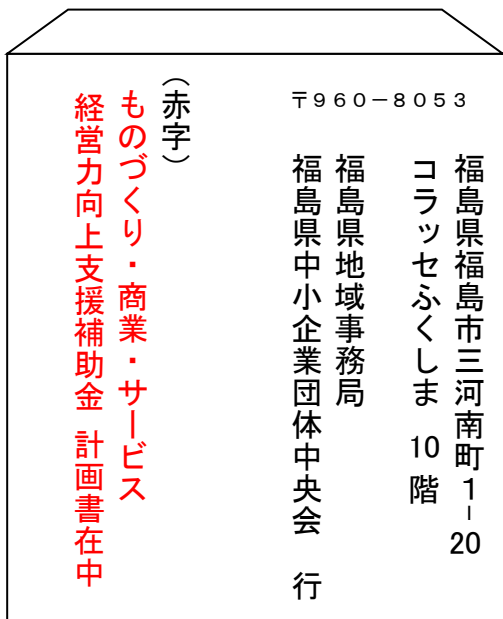 〒９６０－８０５３
福島県福島市三河南町１－20
コラッセふくしま 10階
福島県地域事務局
福島県中小企業団体中央会 行
（赤字）
ものづくり・商業・サービス
経営力向上支援補助金 計画書在中